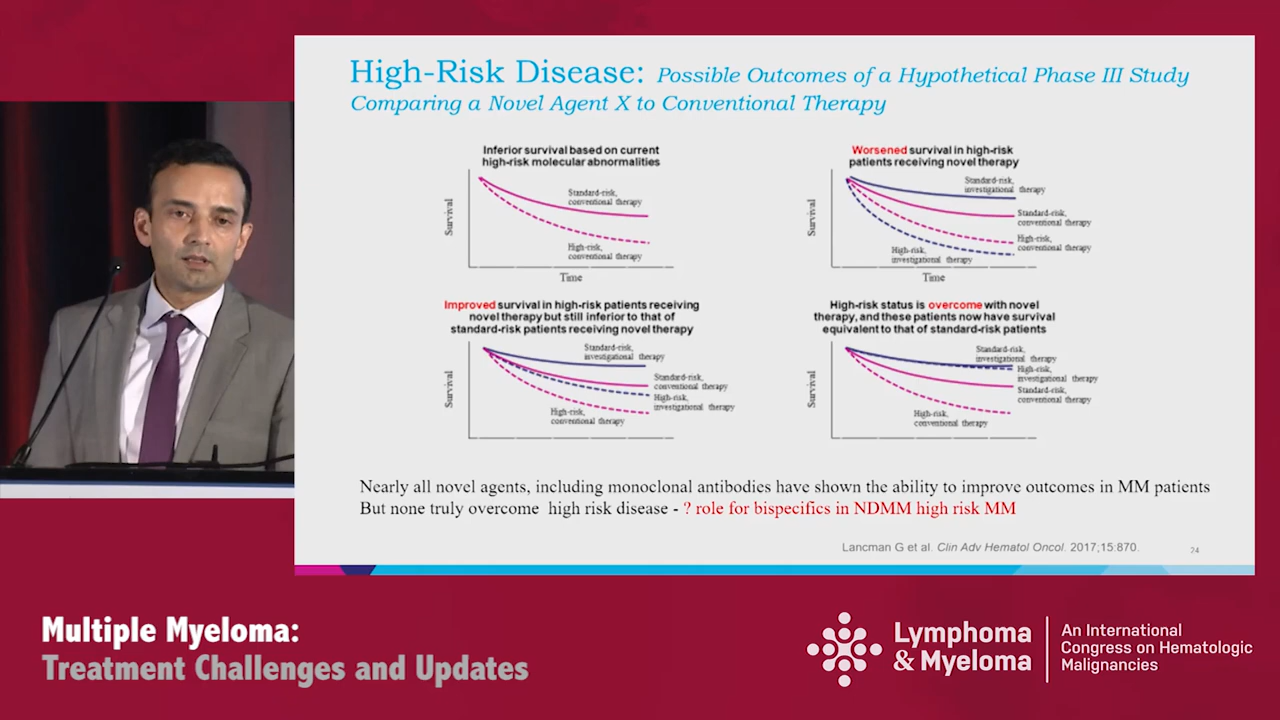 High-Risk Disease: Possible Outcomes of a Hypothetical Phase III Study
Comparing a Novel Agent X to Conventional Therapy
Inferior survival based on current
high-risk molecular abnormalities
Survival
Standard-risk,
conventional therapy
High-risk,
conventional therapy
Time
Worsened survival in high-risk
patients receiving novel therapy
Survival
Standard-risk,
investigational therapy
Standard-risk,
conventional therapy
High-risk,
conventional therapy
High-risk,
investigational therapy
Time
Improved survival in high-risk patients receiving
novel therapy but still inferior to that of
standard-risk patients receiving novel therapy
Survival
Standard-risk,
investigational therapy
Standard-risk,
conventional therapy
High-risk,
investigational therapy
High-risk,
conventional therapy
High-risk status is overcome with novel
therapy, and these patients now have survival
equivalent to that of standard-risk patients
Survival
Standard-risk,
investigational therapy
High-risk,
investigational therapy
Standard-risk,
conventional therapy
High-risk,
conventional therapy
Nearly all novel agents, including monoclonal antibodies have shown the ability to improve outcomes in MM patients
But none truly overcome high risk disease - ? role for bispecifics in NDMM high risk MM
Lancman G et al. Clin Adv Hematol Oncol. 2017;15:870.
24
Multiple Myeloma:
Treatment Challenges and Updates
Lymphoma
& Myeloma
An International
Congress on Hematologic
Malignancies